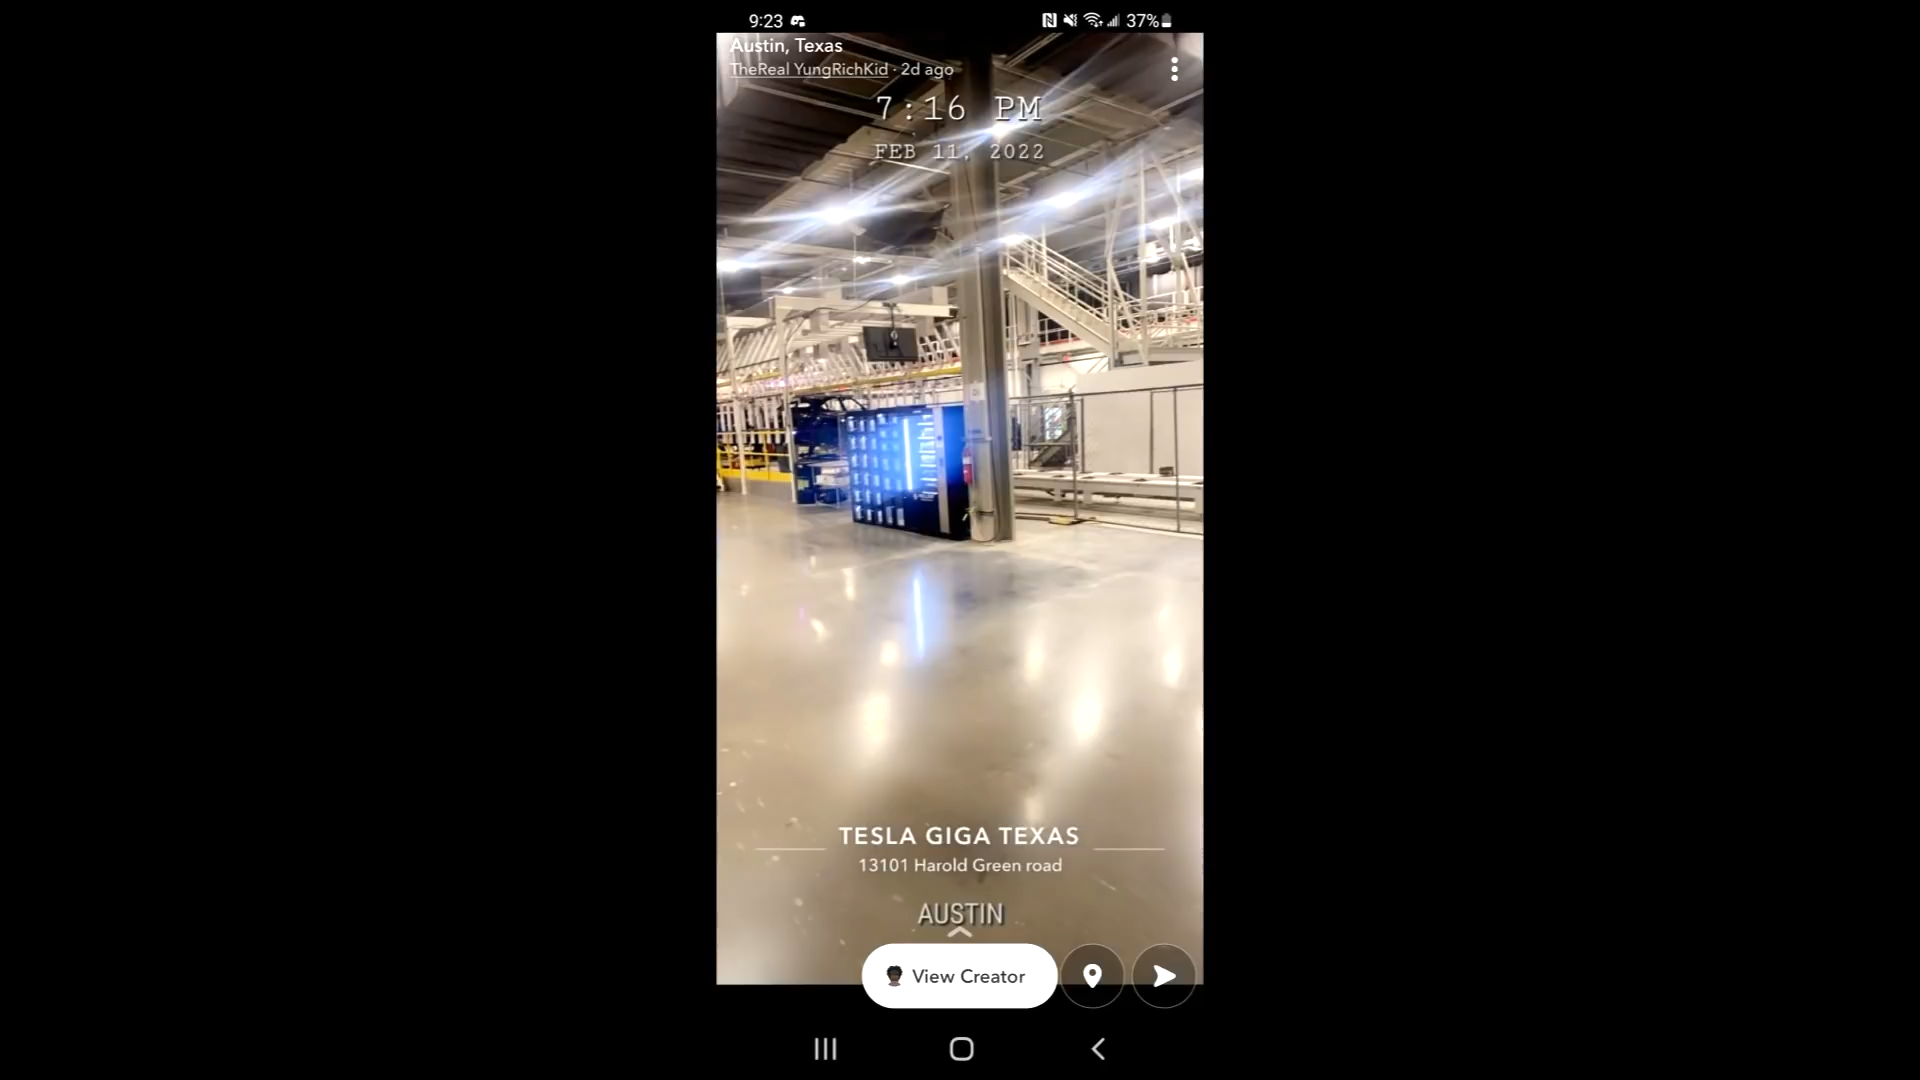 9:23
37%
Austin, Texas
TheReal YungRichKid · 2d ago
7:16 PM
FEB 11, 2022
TESLA GIGA TEXAS
13101 Harold Green road
AUSTIN
View Creator